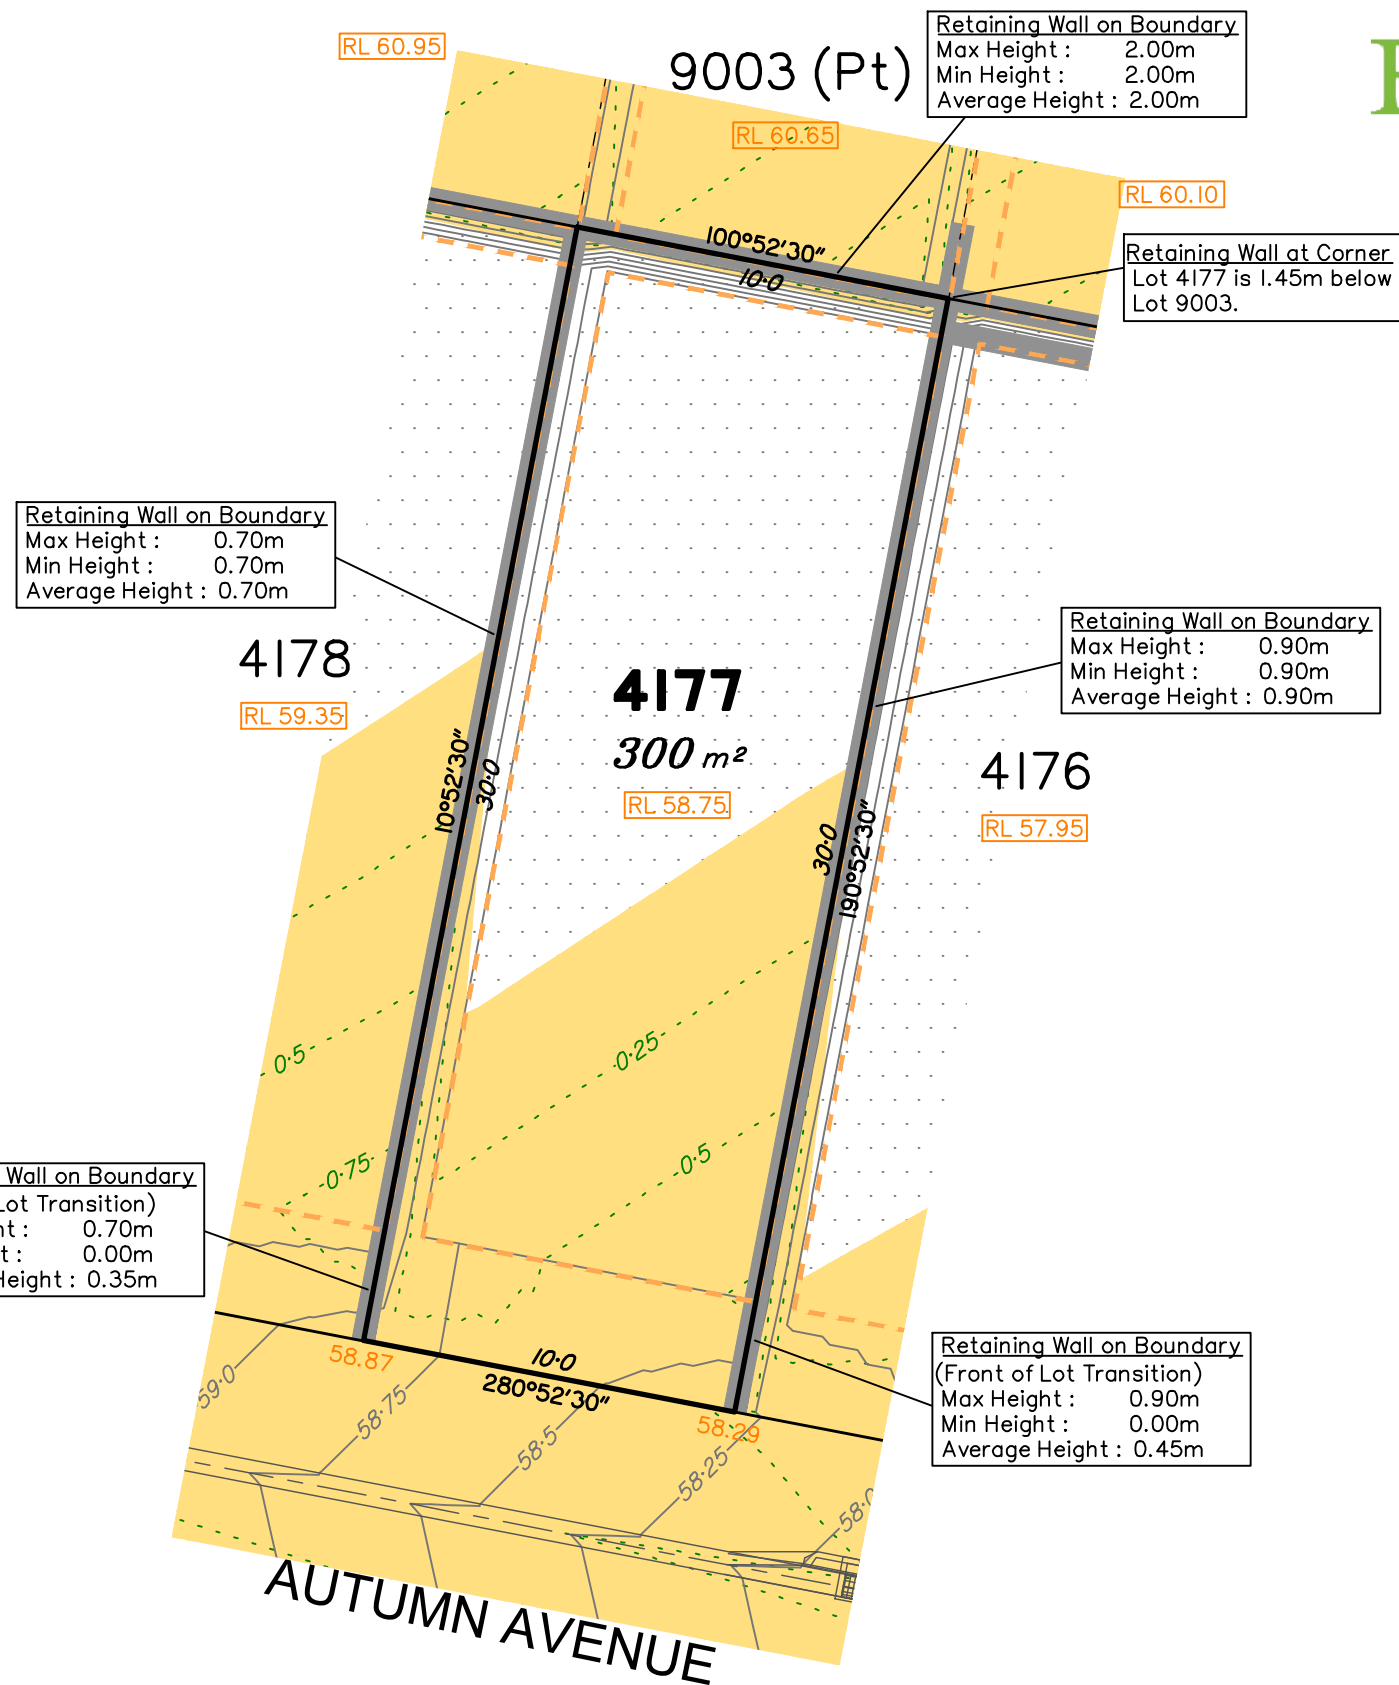 RL 60.95
9003 (Pt)
Retaining Wall on Boundary
Max Height : 2.00m
Min Height : 2.00m
Average Height : 2.00m
RL 60.65
RL 60.10
100°52'30"
10·0
Retaining Wall at Corner
Lot 4177 is 1.45m below
Lot 9003.
Retaining Wall on Boundary
Max Height : 0.70m
Min Height : 0.70m
Average Height : 0.70m
4178
RL 59.35
4177
300 m²
RL 58.75
Retaining Wall on Boundary
Max Height : 0.90m
Min Height : 0.90m
Average Height : 0.90m
4176
RL 57.95
10°52'30"
30·0
30·0
190°52'30"
0·5
0·25
0·75
0·5
Wall on Boundary
Lot Transition)
ht : 0.70m
t : 0.00m
Height : 0.35m
58.87
10·0
280°52'30"
58.29
Retaining Wall on Boundary
(Front of Lot Transition)
Max Height : 0.90m
Min Height : 0.00m
Average Height : 0.45m
59·0
58·75
58·5
58·25
58·0
AUTUMN AVENUE